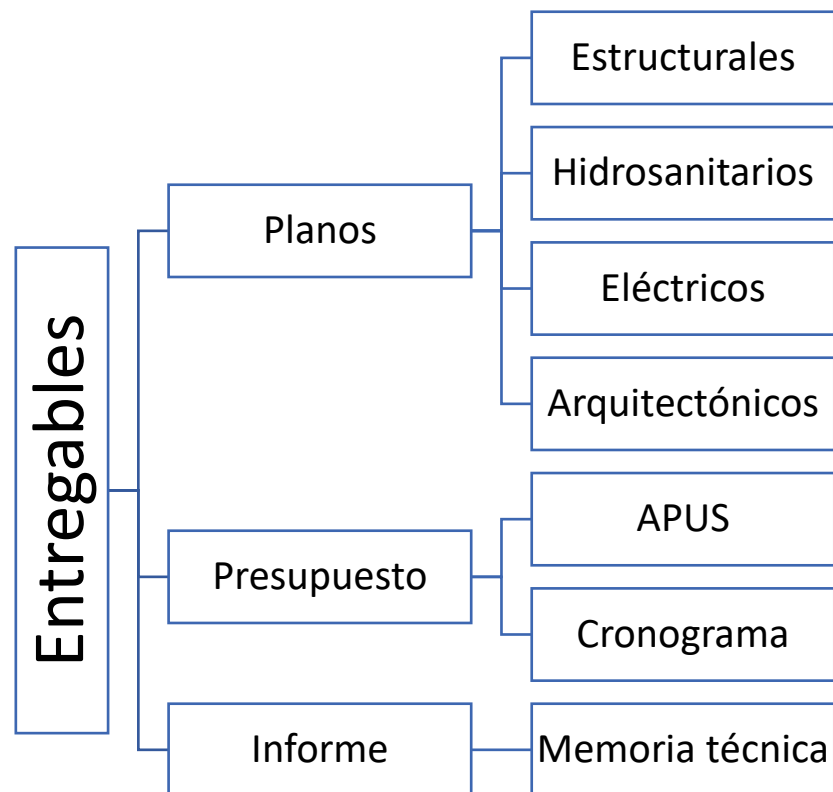 Entregables
Planos
Estructurales
Hidrosanitarios
Eléctricos
Arquitectónicos
Presupuesto
APUS
Cronograma
Informe
Memoria técnica